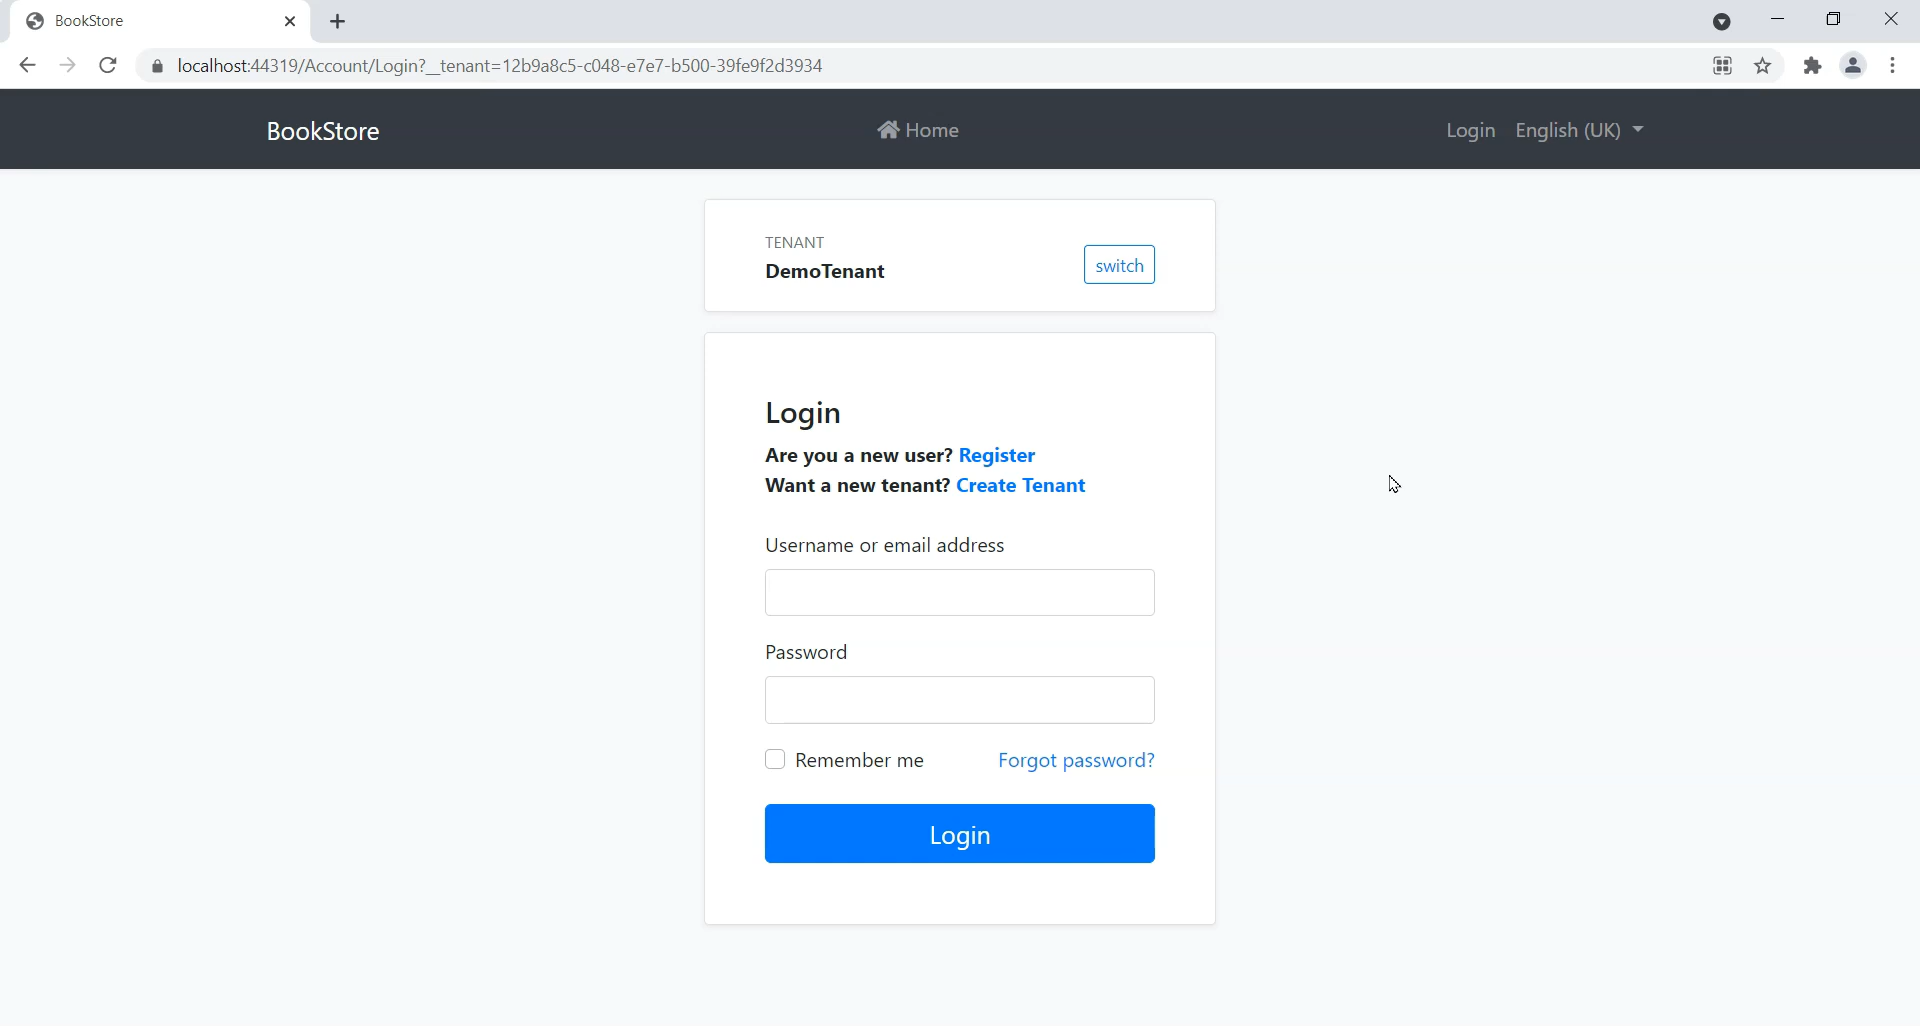 BookStore
localhost:44319/Account/Login?__tenant=12b9a8c5-c048-e7e7-b500-39fe9f2d3934
BookStore Home Login English (UK)
TENANT
DemoTenant
switch
Login
Are you a new user? Register
Want a new tenant? Create Tenant
Username or email address
Password
Remember me Forgot password?
Login